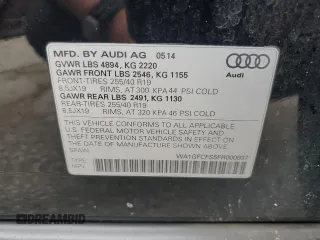 MFD. BY AUDI AG 0514
GVWR LBS 4894, KG 2220
GAWR FRONT LBS 2546, KG 1155
FRONT-TIRES 255/40 R19
8.5JX19 RIMS, AT 300 KPA 44 PSI COLD
GAWR REAR LBS 2491, KG 1130
REAR-TIRES 255/40 R19
8.5JX19 RIMS, AT 320 KPA 46 PSI COLD
THIS VEHICLE CONFORMS TO ALL APPLICABLE
FEDERAL MOTOR VEHICLE SAFETY AND THEFT
PREVENTION STANDARDS IN EFFECT ON
THE DATE OF MANUFACTURE SHOWN ABOVE.
SPAIN
TYPE: MPV
Audi